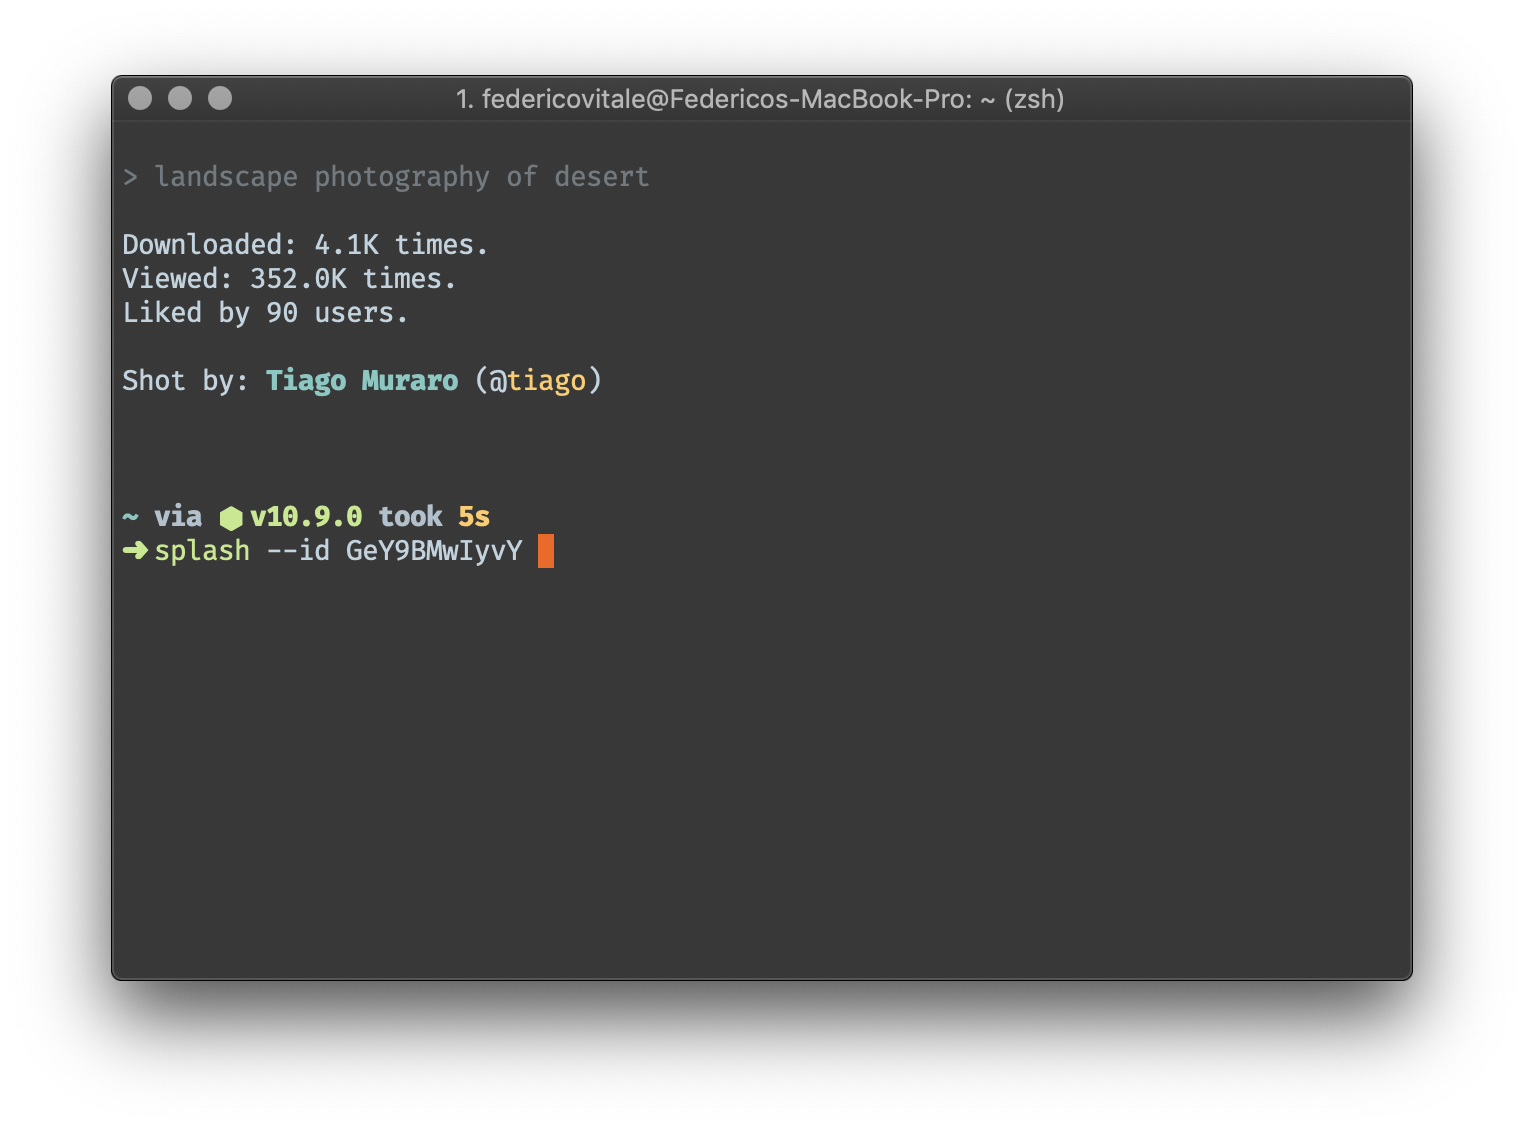 1. federicovitale@Federicos-MacBook-Pro: ~ (zsh)
> landscape photography of desert
Downloaded: 4.1K times.
Viewed: 352.0K times.
Liked by 90 users.
Shot by: Tiago Muraro (@tiago)
~ via ⬢ v10.9.0 took 5s
➜ splash --id GeY9BMwIyvY